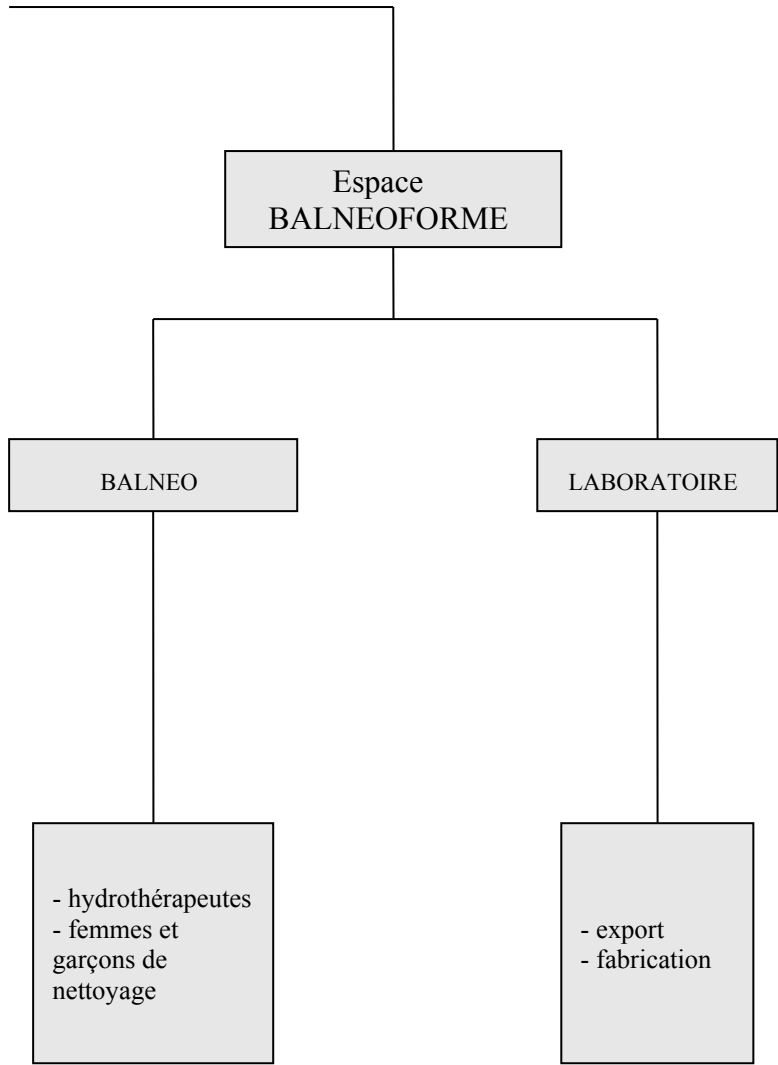 Espace
BALNEOFORME
BALNEO
LABORATOIRE
- hydrothérapeutes
- femmes et
garçons de
nettoyage
- export
- fabrication